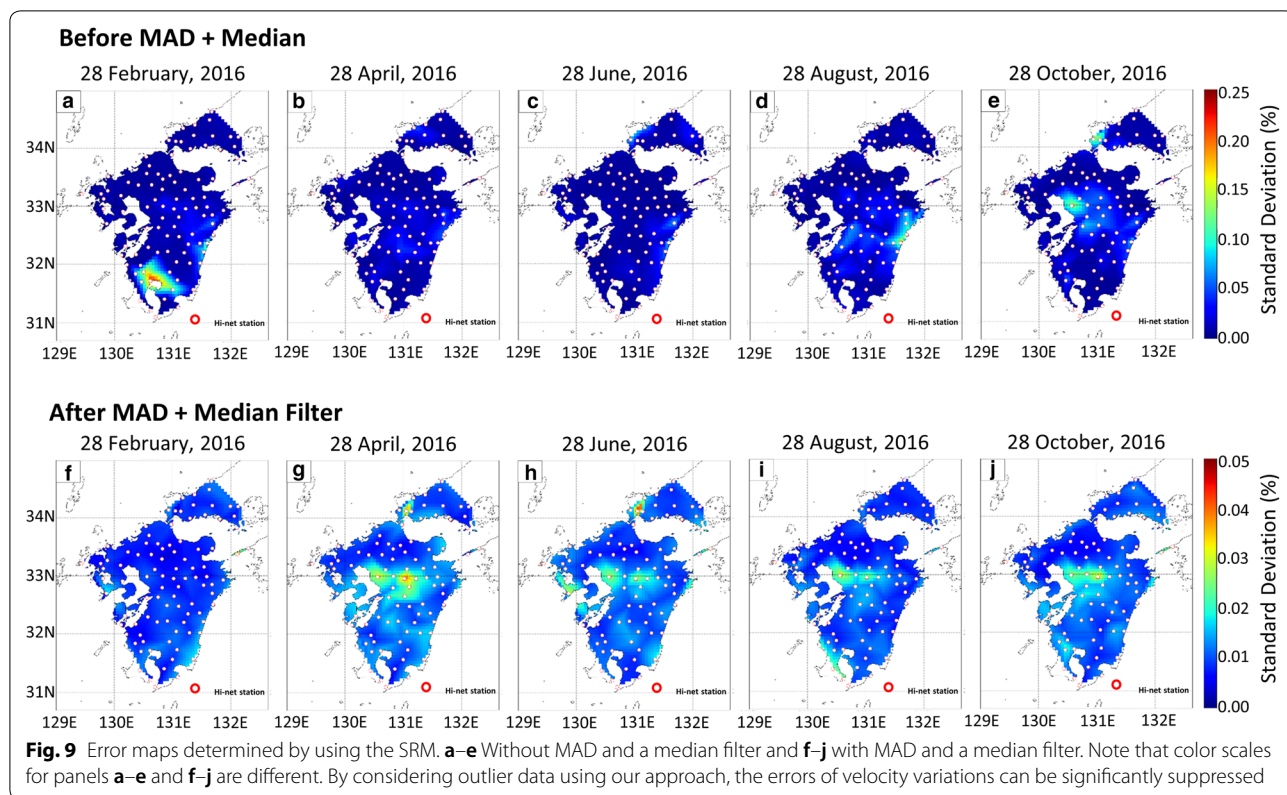 Before MAD + Median
28 February, 2016
28 April, 2016
28 June, 2016
28 August, 2016
28 October, 2016
a
b
c
d
e
34N
33N
32N
31N
129E 130E 131E 132E
129E 130E 131E 132E
129E 130E 131E 132E
129E 130E 131E 132E
129E 130E 131E 132E
Hi-net station
Hi-net station
Hi-net station
Hi-net station
Hi-net station
0.25
0.20
0.15
0.10
0.05
0.00
Standard Deviation (%)
After MAD + Median Filter
28 February, 2016
28 April, 2016
28 June, 2016
28 August, 2016
28 October, 2016
f
g
h
i
j
34N
33N
32N
31N
129E 130E 131E 132E
129E 130E 131E 132E
129E 130E 131E 132E
129E 130E 131E 132E
129E 130E 131E 132E
Hi-net station
Hi-net station
Hi-net station
Hi-net station
Hi-net station
0.05
0.04
0.03
0.02
0.01
0.00
Standard Deviation (%)
Fig. 9 Error maps determined by using the SRM. a–e Without MAD and a median filter and f–j with MAD and a median filter. Note that color scales
for panels a–e and f–j are different. By considering outlier data using our approach, the errors of velocity variations can be significantly suppressed